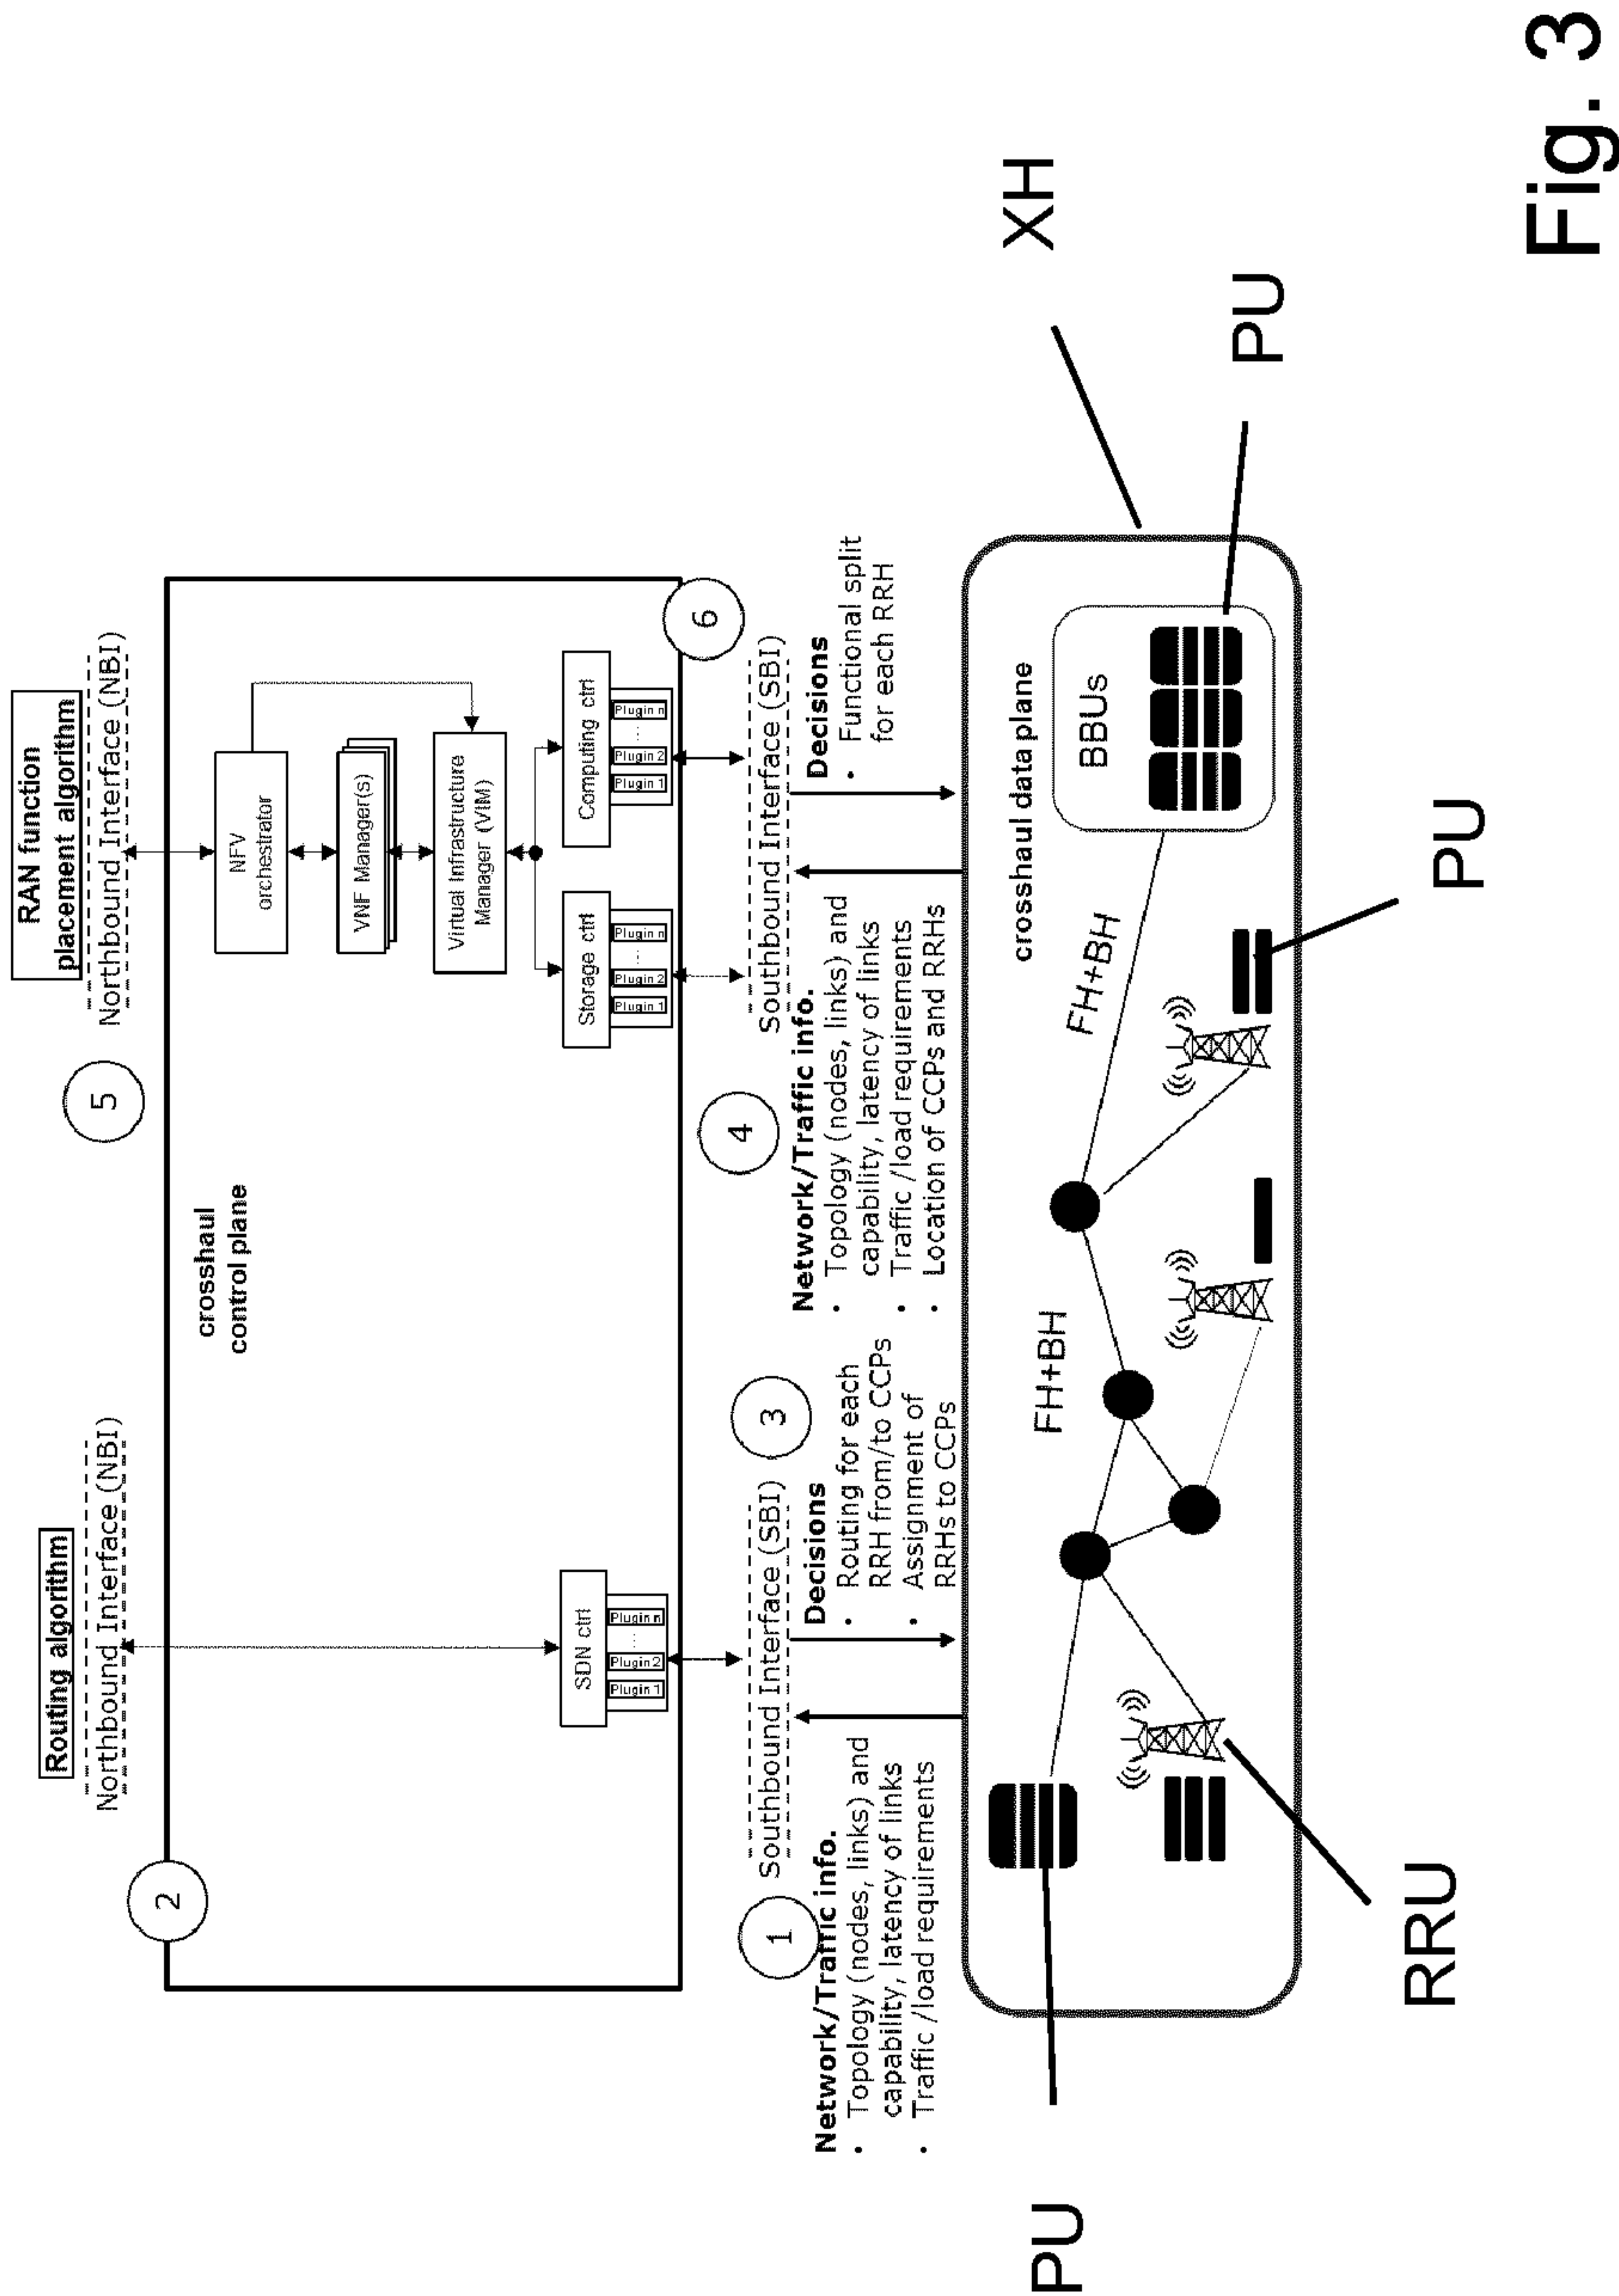 Routing algorithm
Northbound Interface (NBI)
RAN function
placement algorithm
Northbound Interface (NBI)
2
5
crosshaul
control plane
NFV
orchestrator
VNF Manager(s)
Virtual Infrastructure
Manager (VIM)
SDN ctrl
Plugin 1
Plugin 2
...
Plugin n
Storage ctrl
Plugin 1
Plugin 2
...
Plugin n
Computing ctrl
Plugin 1
Plugin 2
...
Plugin n
6
1
Southbound Interface (SBI)
3
4
Southbound Interface (SBI)
Network/Traffic info.
• Topology (nodes, links) and
capability, latency of links
• Traffic /load requirements
Decisions
• Routing for each
RRH from/to CCPs
• Assignment of
RRHs to CCPs
Network/Traffic info.
• Topology (nodes, links) and
capability, latency of links
• Traffic /load requirements
• Location of CCPs and RRHs
Decisions
• Functional split
for each RRH
crosshaul data plane
FH+BH
FH+BH
BBUs
XH
PU
PU
PU
RRU
Fig. 3